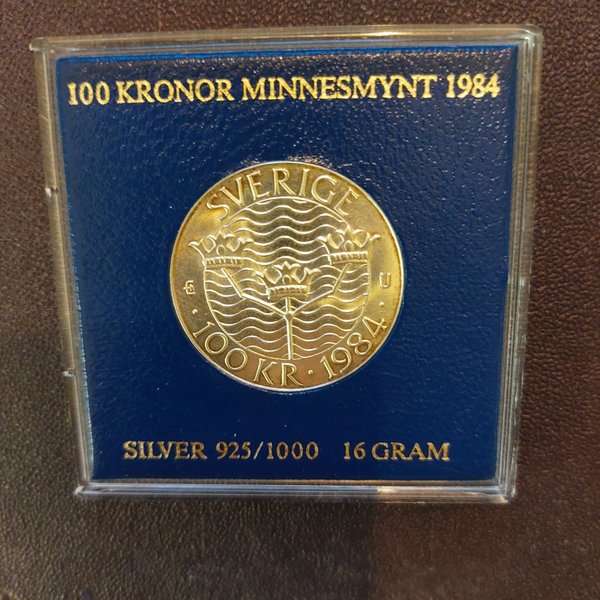 100 KRONOR MINNESMYNT 1984
SVERIGE
U
· 100 KR · 1984 ·
SILVER 925/1000 16 GRAM